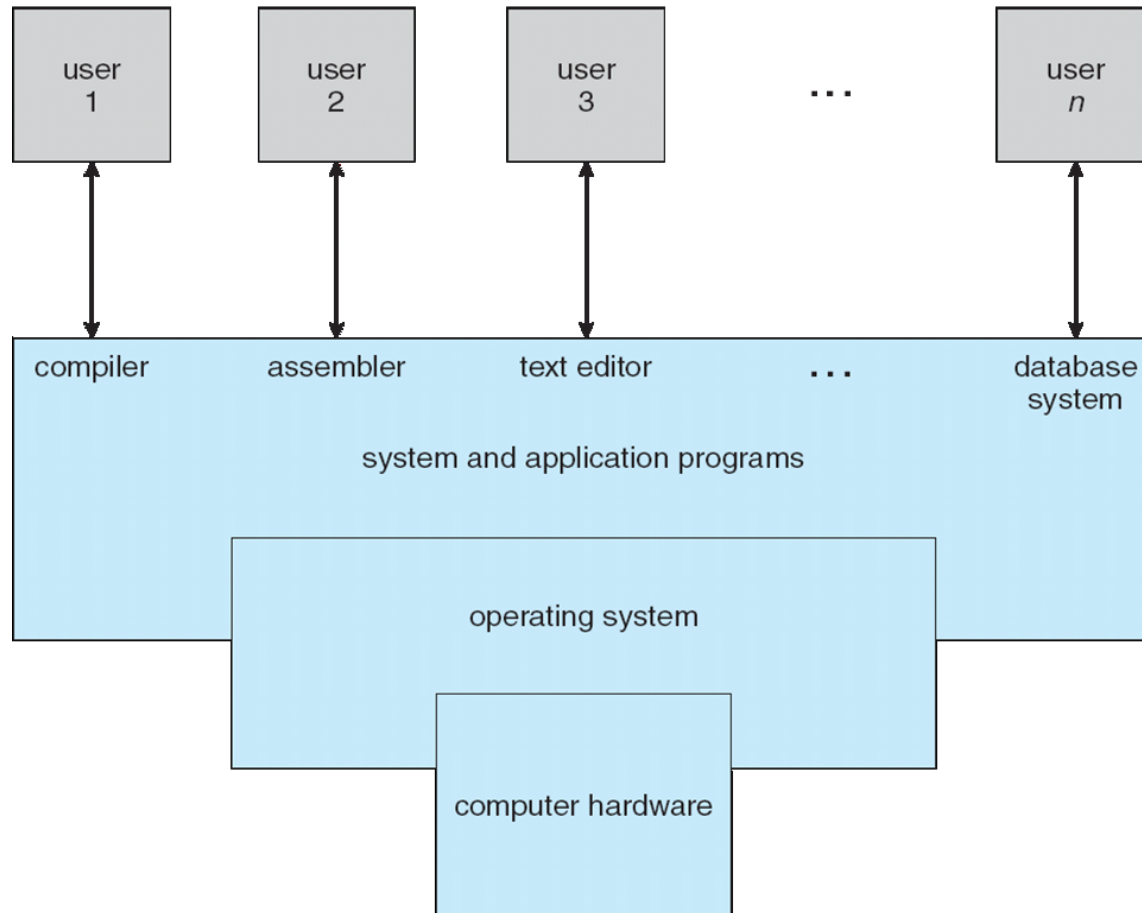 user
1
user
2
user
3
...
user
n
compiler
assembler
text editor
...
database
system
system and application programs
operating system
computer hardware